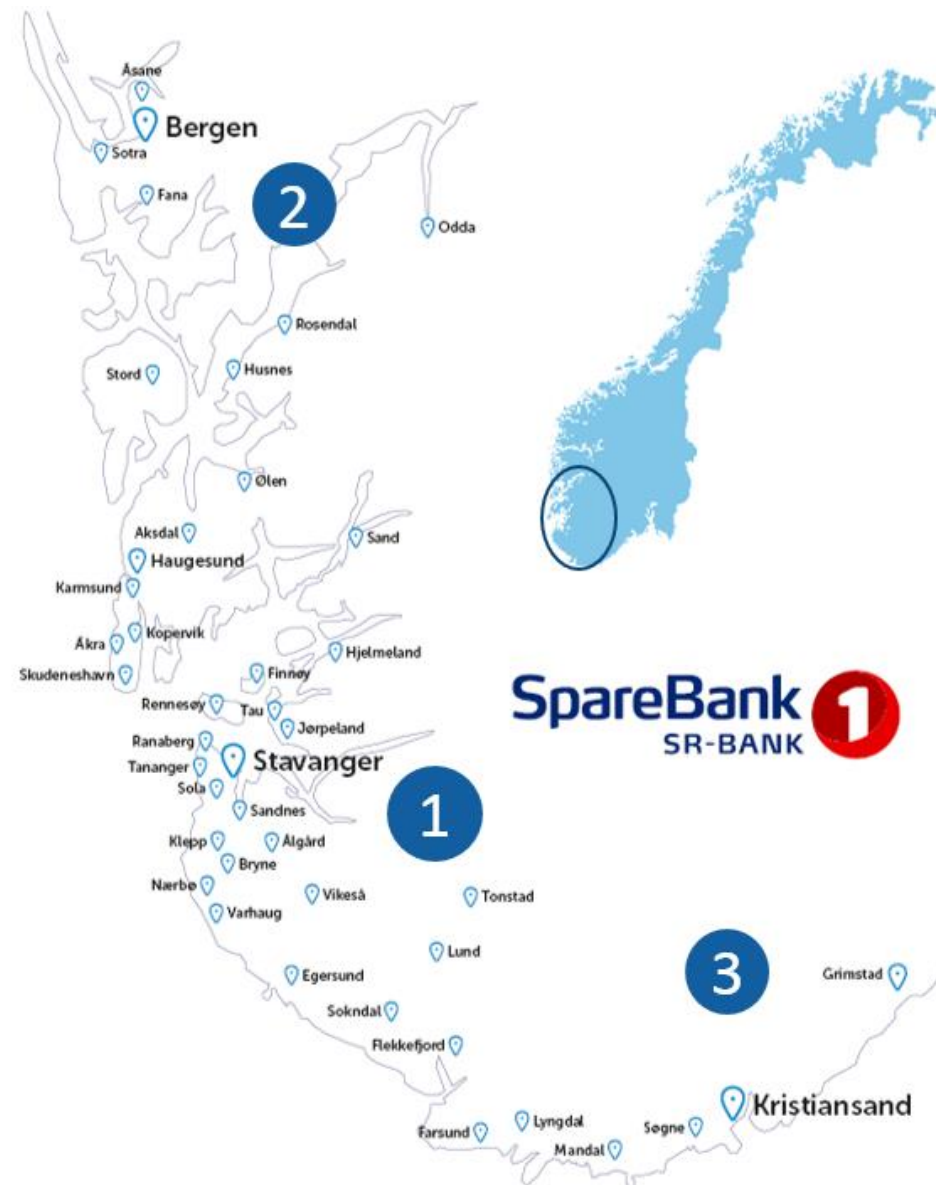 Åsane
Bergen
Sotra
Fana
2
Odda
Rosendal
Husnes
Stord
Ølen
Aksdal
Sand
Haugesund
Karmsund
Kopervik
Åkra
Hjelmeland
Skudeneshavn
Finnøy
Rennesøy
Tau
Jørpeland
SpareBank 1
SR-BANK
Ranaberg
Stavanger
Tananger
Sola
Sandnes
1
Klepp
Ålgård
Bryne
Nærbø
Vikeså
Tonstad
Varhaug
Lund
3
Egersund
Grimstad
Sokndal
Flekkefjord
Kristiansand
Lyngdal
Farsund
Søgne
Mandal